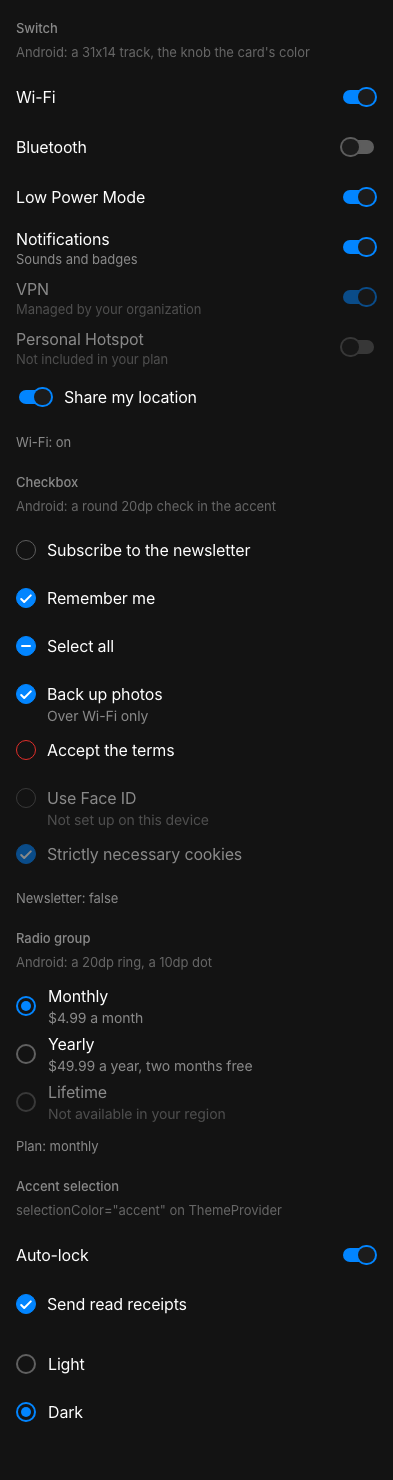 Switch
Android: a 31x14 track, the knob the card's color
Wi-Fi
Bluetooth
Low Power Mode
Notifications
Sounds and badges
VPN
Managed by your organization
Personal Hotspot
Not included in your plan
Share my location
Wi-Fi: on
Checkbox
Android: a round 20dp check in the accent
Subscribe to the newsletter
Remember me
Select all
Back up photos
Over Wi-Fi only
Accept the terms
Use Face ID
Not set up on this device
Strictly necessary cookies
Newsletter: false
Radio group
Android: a 20dp ring, a 10dp dot
Monthly
$4.99 a month
Yearly
$49.99 a year, two months free
Lifetime
Not available in your region
Plan: monthly
Accent selection
selectionColor="accent" on ThemeProvider
Auto-lock
Send read receipts
Light
Dark